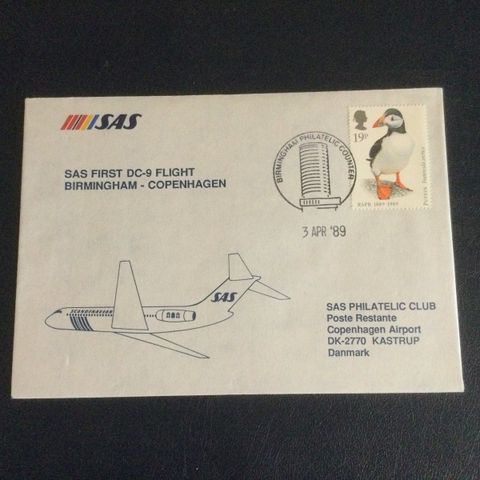 SAS
SAS FIRST DC-9 FLIGHT
BIRMINGHAM - COPENHAGEN
BIRMINGHAM PHILATELIC COUNTER
3 APR '89
19P
RSPB 1889-1989
SCANDINAVIAN
SAS
SAS PHILATELIC CLUB
Poste Restante
Copenhagen Airport
DK-2770 KASTRUP
Danmark